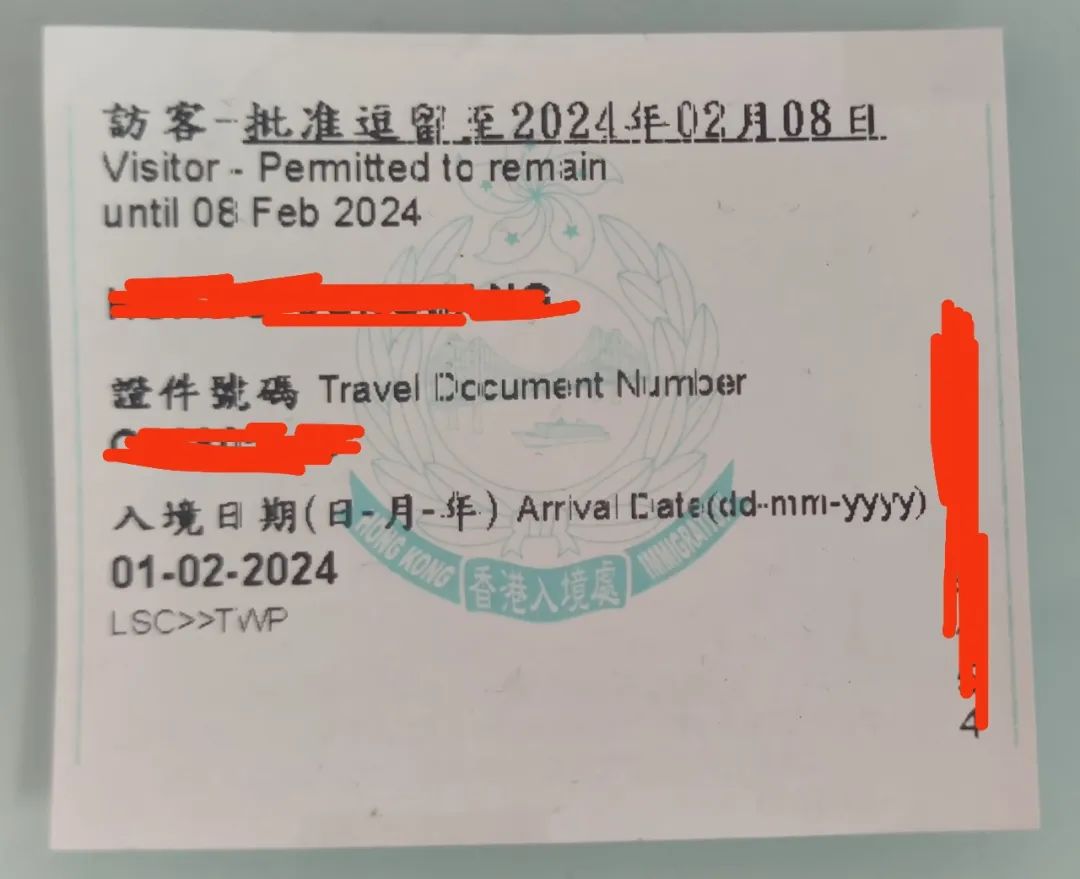 訪客-批准逗留至2024年02月08日
Visitor - Permitted to remain
until 08 Feb 2024
證件號碼 Travel Document Number
入境日期(日-月-年) Arrival Date(dd-mm-yyyy)
01-02-2024
LSC>>TWP
HONG KONG 香港入境處 IMMIGRATION
4